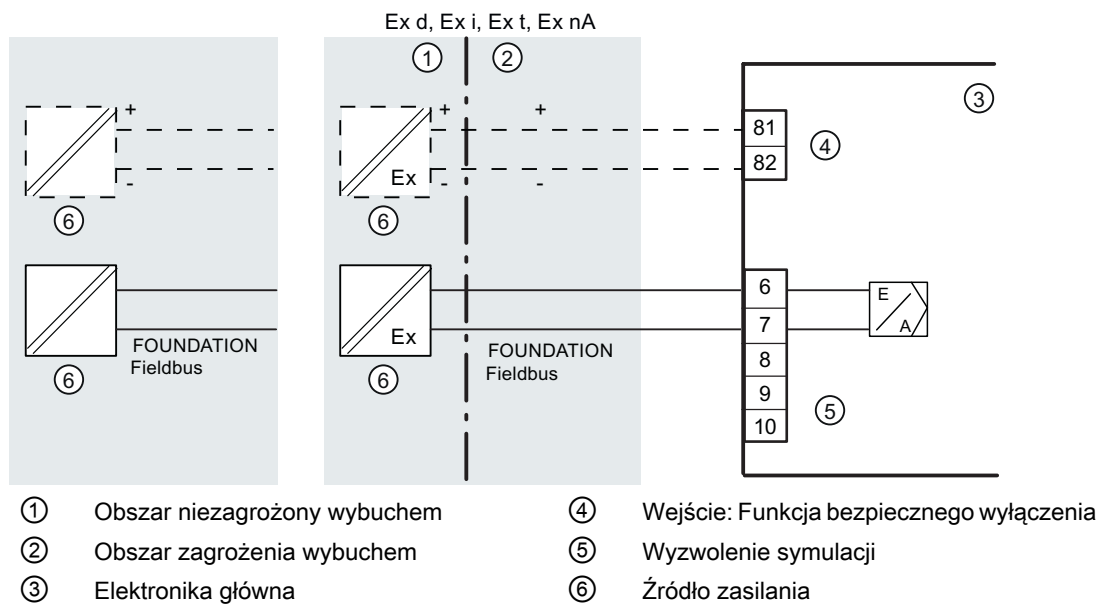 Ex d, Ex i, Ex t, Ex nA
① ②
③
+ + +
81
82
④
Ex
- - -
⑥ ⑥
6
7
8
9
10
E
A
Ex
FOUNDATION
Fieldbus
FOUNDATION
Fieldbus
⑥ ⑥
⑤
① Obszar niezagrożony wybuchem
② Obszar zagrożenia wybuchem
③ Elektronika główna
④ Wejście: Funkcja bezpiecznego wyłączenia
⑤ Wyzwolenie symulacji
⑥ Źródło zasilania